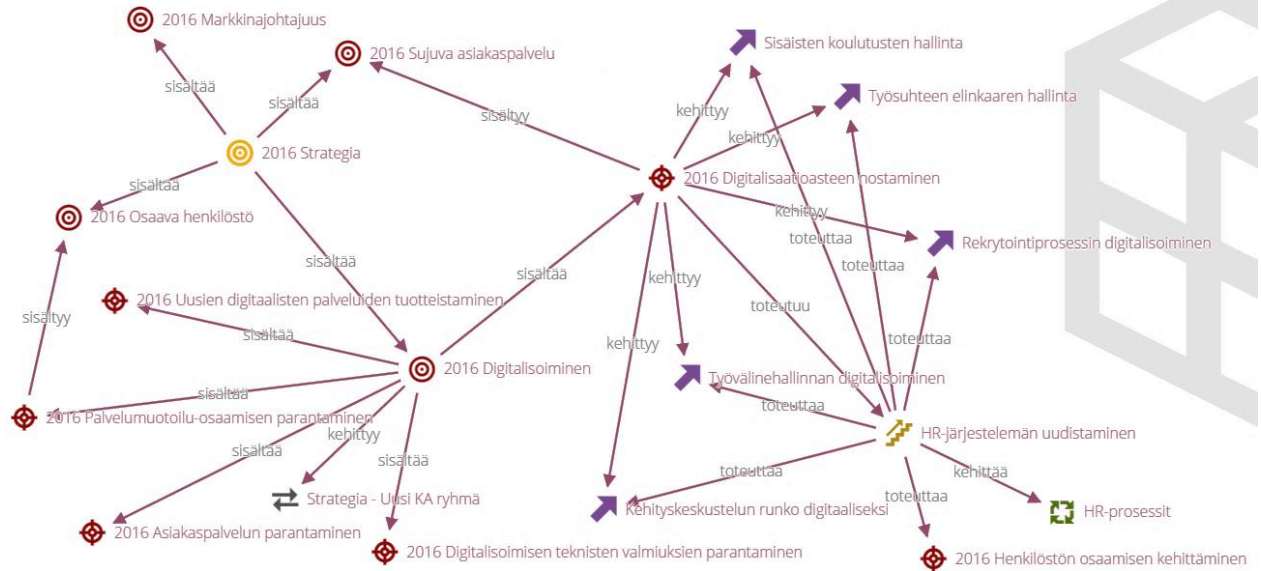 2016 Markkinajohtajuus
2016 Sujuva asiakaspalvelu
Sisäisten koulutusten hallinta
Työsuhteen elinkaaren hallinta
sisältää
sisältää
sisältyy
kehittyy
kehittyy
2016 Strategia
2016 Digitalisaatioasteen nostaminen
sisältää
2016 Osaava henkilöstö
kehittyy
toteuttaa
Rekrytointiprosessin digitalisoiminen
sisältää
sisältää
kehittyy
toteuttaa
2016 Uusien digitaalisten palveluiden tuotteistaminen
toteutuu
sisältyy
sisältää
kehittyy
toteuttaa
2016 Digitalisoiminen
Työvälinehallinnan digitalisoiminen
sisältää
toteuttaa
2016 Palvelumuotoilu-osaamisen parantaminen
HR-järjestelemän uudistaminen
kehittyy
sisältää
sisältää
toteuttaa
kehittää
Strategia - Uusi KA ryhmä
Kehityskeskustelun runko digitaaliseksi
toteuttaa
HR-prosessit
2016 Asiakaspalvelun parantaminen
2016 Digitalisoimisen teknisten valmiuksien parantaminen
2016 Henkilöstön osaamisen kehittäminen